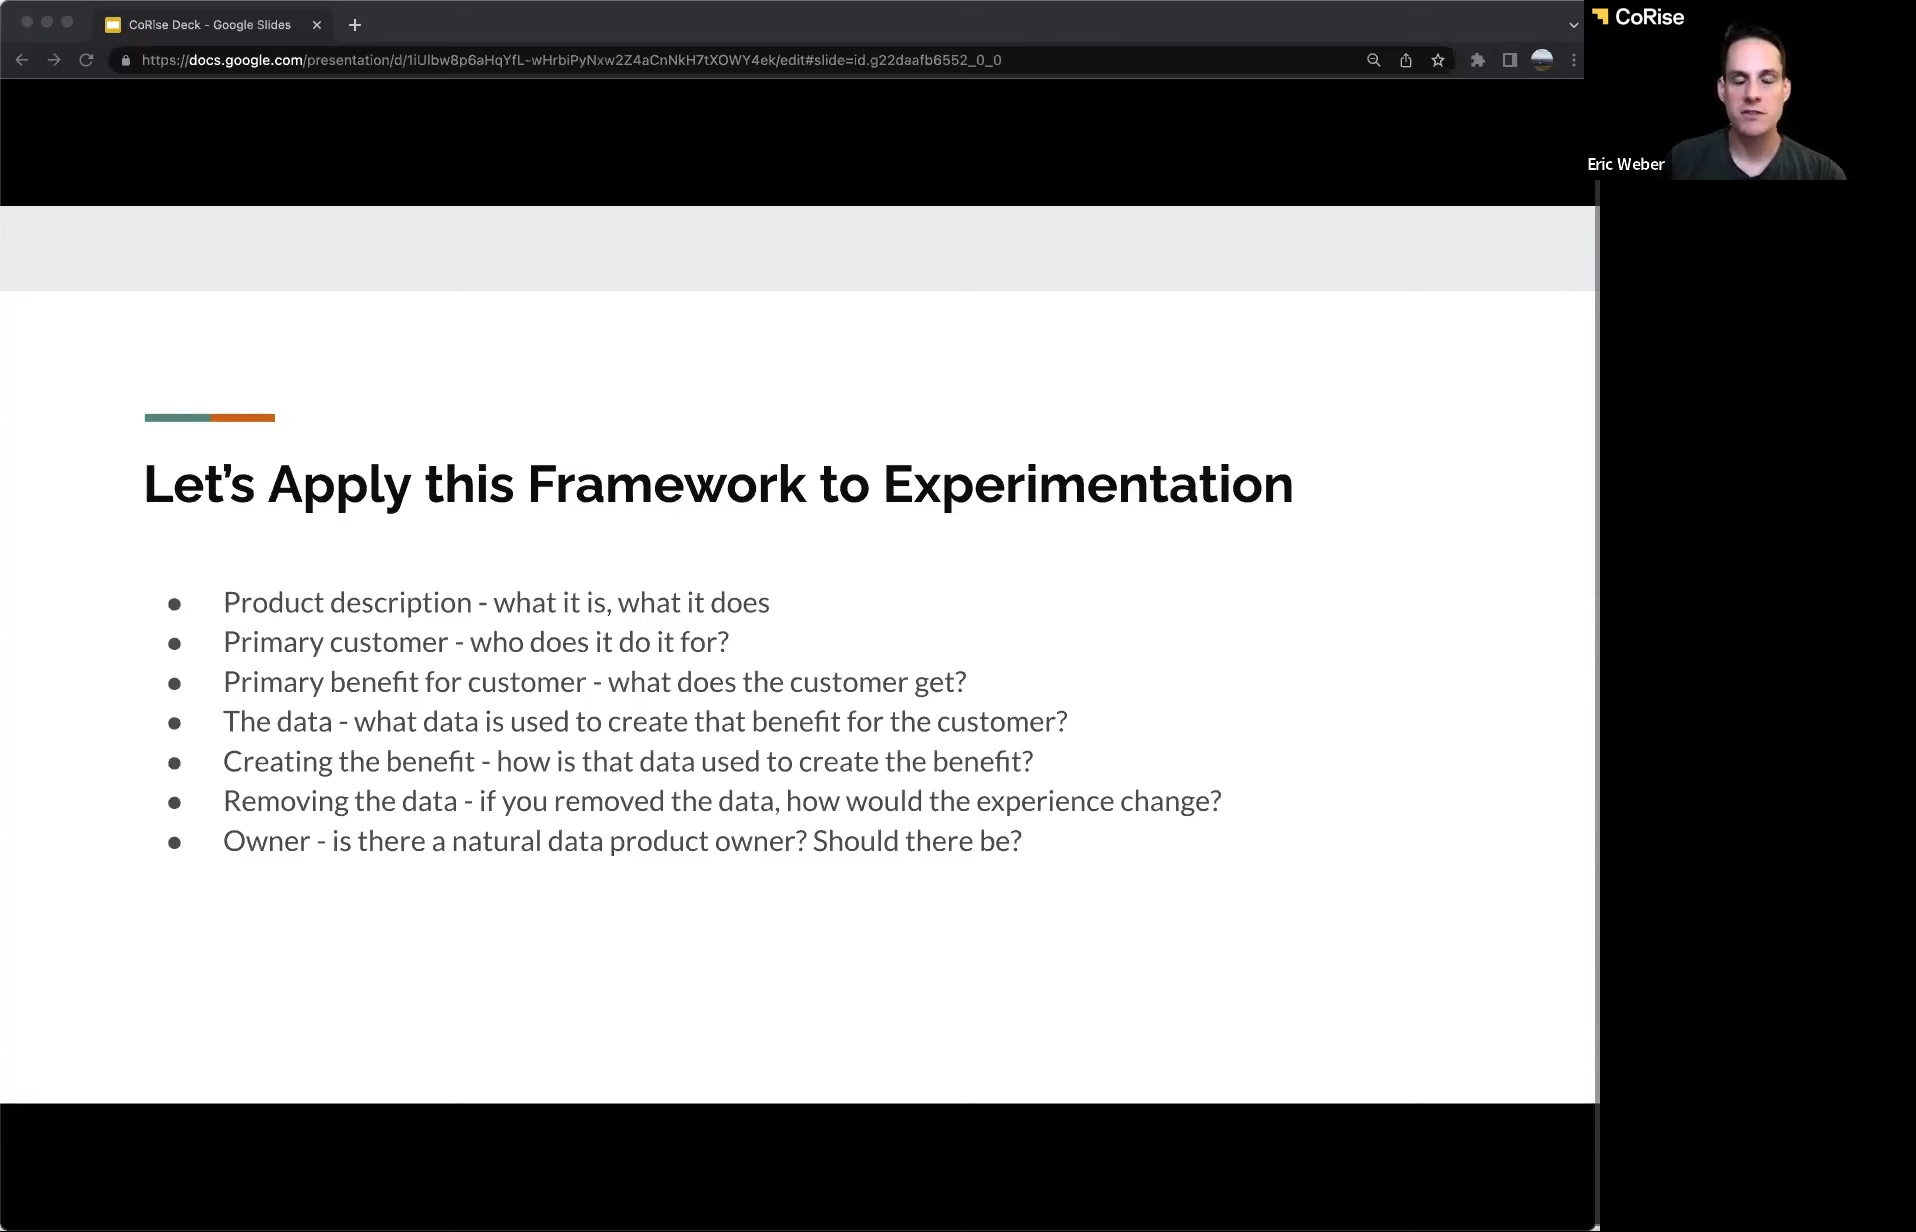 CoRise Deck - Google Slides
https://docs.google.com/presentation/d/1iUlbw8p6aHqYfL-wHrbiPyNxw2Z4aCnNkH7tXOWY4ek/edit#slide=id.g22daafb6552_0_0
CoRise
Eric Weber
Let's Apply this Framework to Experimentation
● Product description - what it is, what it does
● Primary customer - who does it do it for?
● Primary benefit for customer - what does the customer get?
● The data - what data is used to create that benefit for the customer?
● Creating the benefit - how is that data used to create the benefit?
● Removing the data - if you removed the data, how would the experience change?
● Owner - is there a natural data product owner? Should there be?